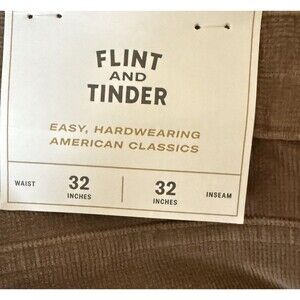 FLINT
AND
TINDER
EASY, HARDWEARING
AMERICAN CLASSICS
WAIST 32 32 INSEAM
INCHES INCHES